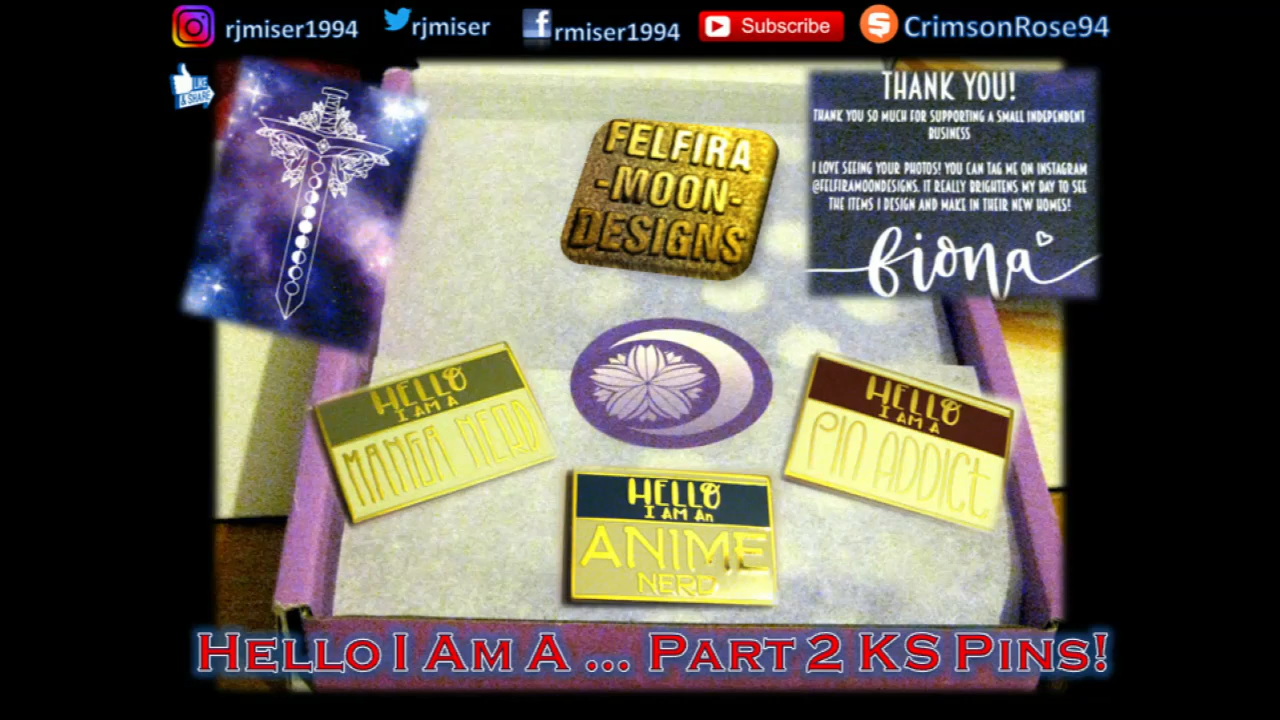 rjmiser1994
rjmiser
rmiser1994
Subscribe
CrimsonRose94
LIKE
& SHARE
FELFIRA
-MOON-
DESIGNS
THANK YOU!
THANK YOU SO MUCH FOR SUPPORTING A SMALL INDEPENDENT
BUSINESS
I LOVE SEEING YOUR PHOTOS! YOU CAN TAG ME ON INSTAGRAM
@FELFIRAMOONDESIGNS. IT REALLY BRIGHTENS MY DAY TO SEE
THE ITEMS I DESIGN AND MAKE IN THEIR NEW HOMES!
fiona
HELLO
I AM A
MANGA NERD
HELLO
I AM An
ANIME
NERD
HELLO
I AM A
PIN ADDICt
Hello I Am A ... Part 2 KS Pins!